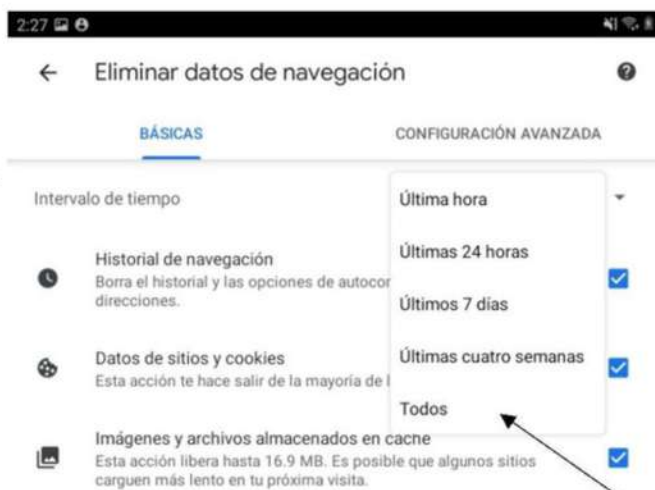 2:27
Eliminar datos de navegación
BÁSICAS
CONFIGURACIÓN AVANZADA
Intervalo de tiempo
Última hora
Últimas 24 horas
Últimos 7 días
Últimas cuatro semanas
Todos
Historial de navegación
Borra el historial y las opciones de
direcciones.
Datos de sitios y cookies
Esta acción te hace salir de la mayoría de
Imágenes y archivos almacenados en caché
Esta acción libera hasta 16.9 MB. Es posible que algunos sitios
carguen más lento en tu próxima visita.